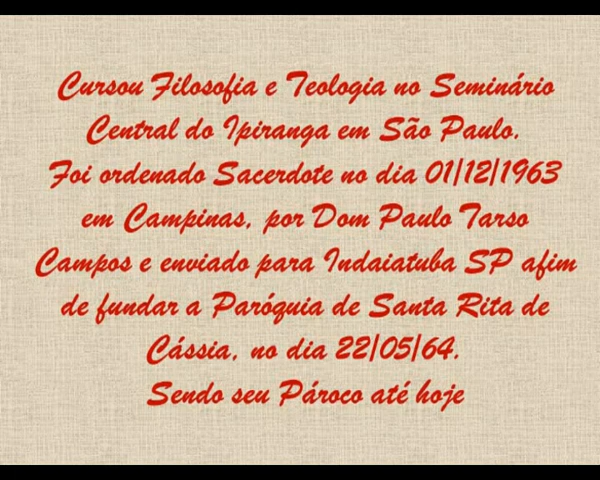 Cursou Filosofia e Teologia no Seminário
Central do Ipiranga em São Paulo.
Foi ordenado Sacerdote no dia 01/12/1963
em Campinas, por Dom Paulo Tarso
Campos e enviado para Indaiatuba SP afim
de fundar a Paróquia de Santa Rita de
Cássia, no dia 22/05/64.
Sendo seu Pároco até hoje